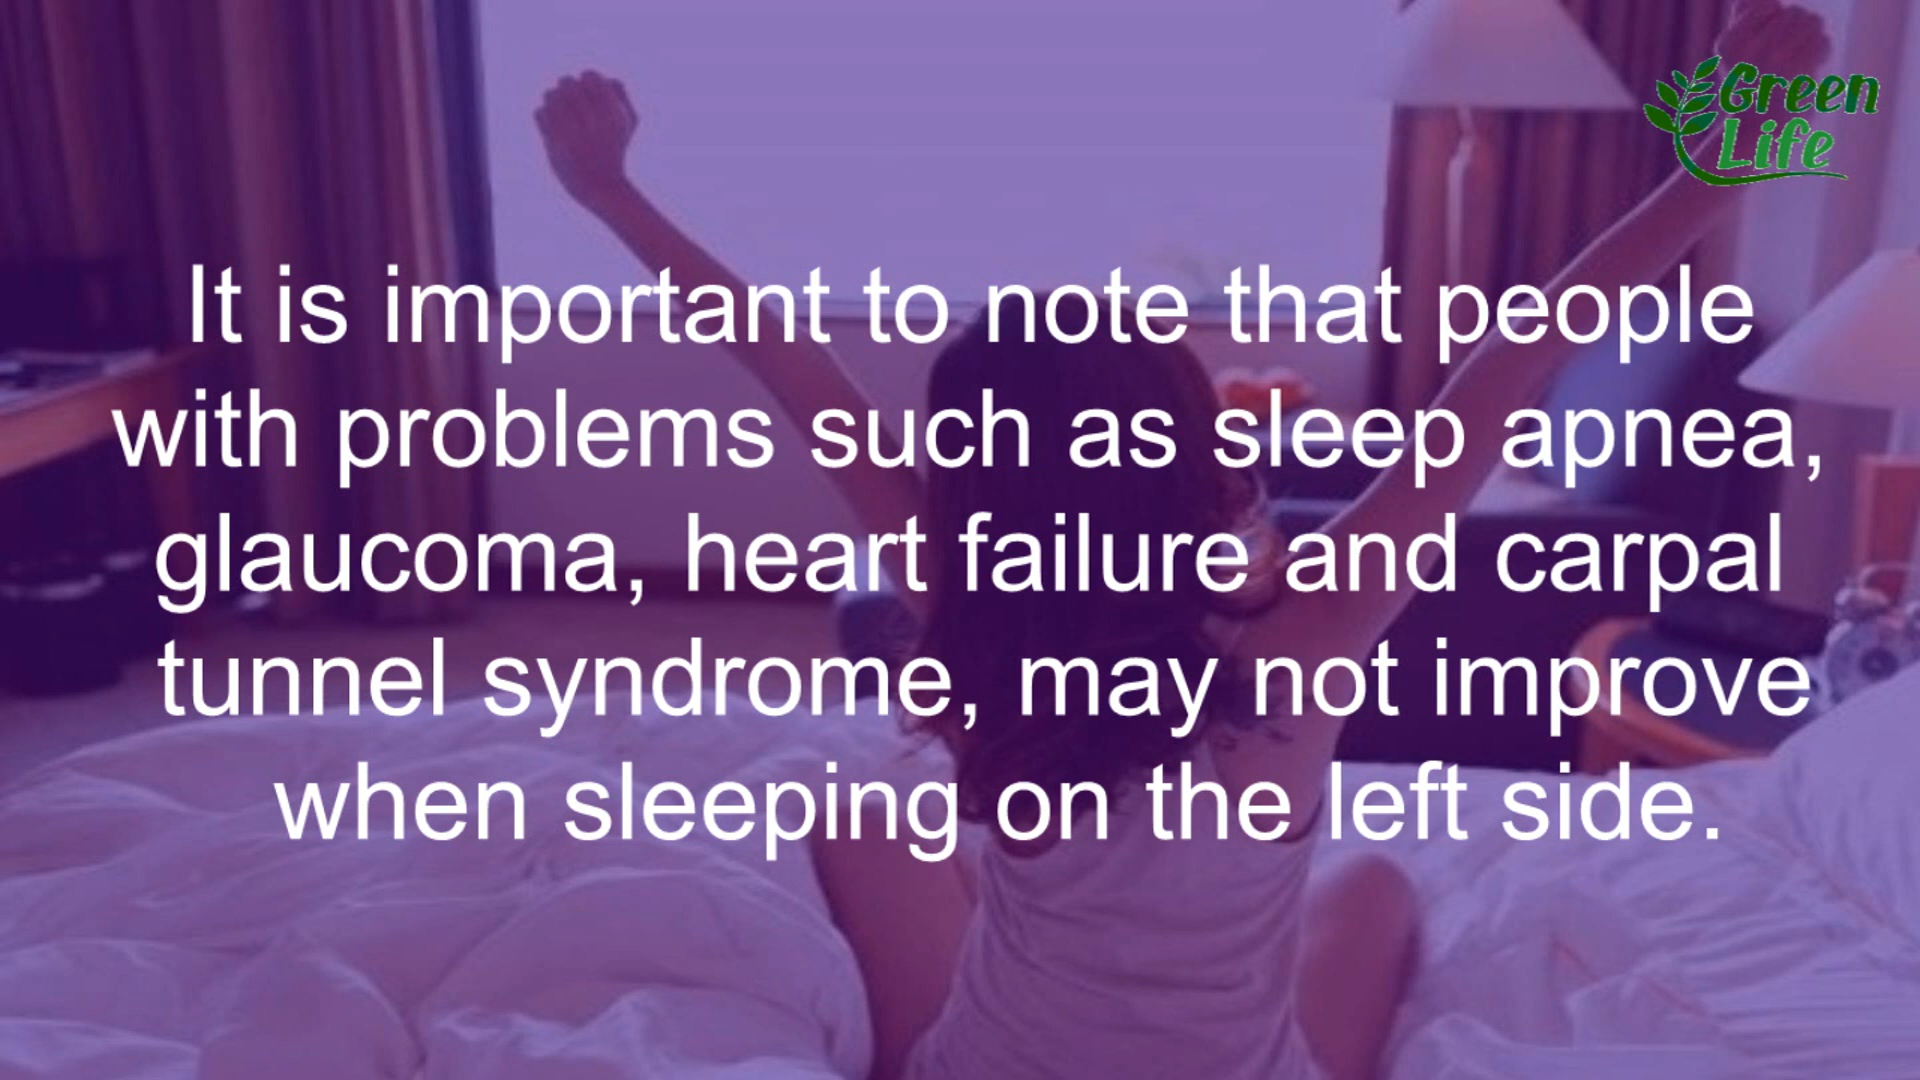 Green
Life
It is important to note that people
with problems such as sleep apnea,
glaucoma, heart failure and carpal
tunnel syndrome, may not improve
when sleeping on the left side.